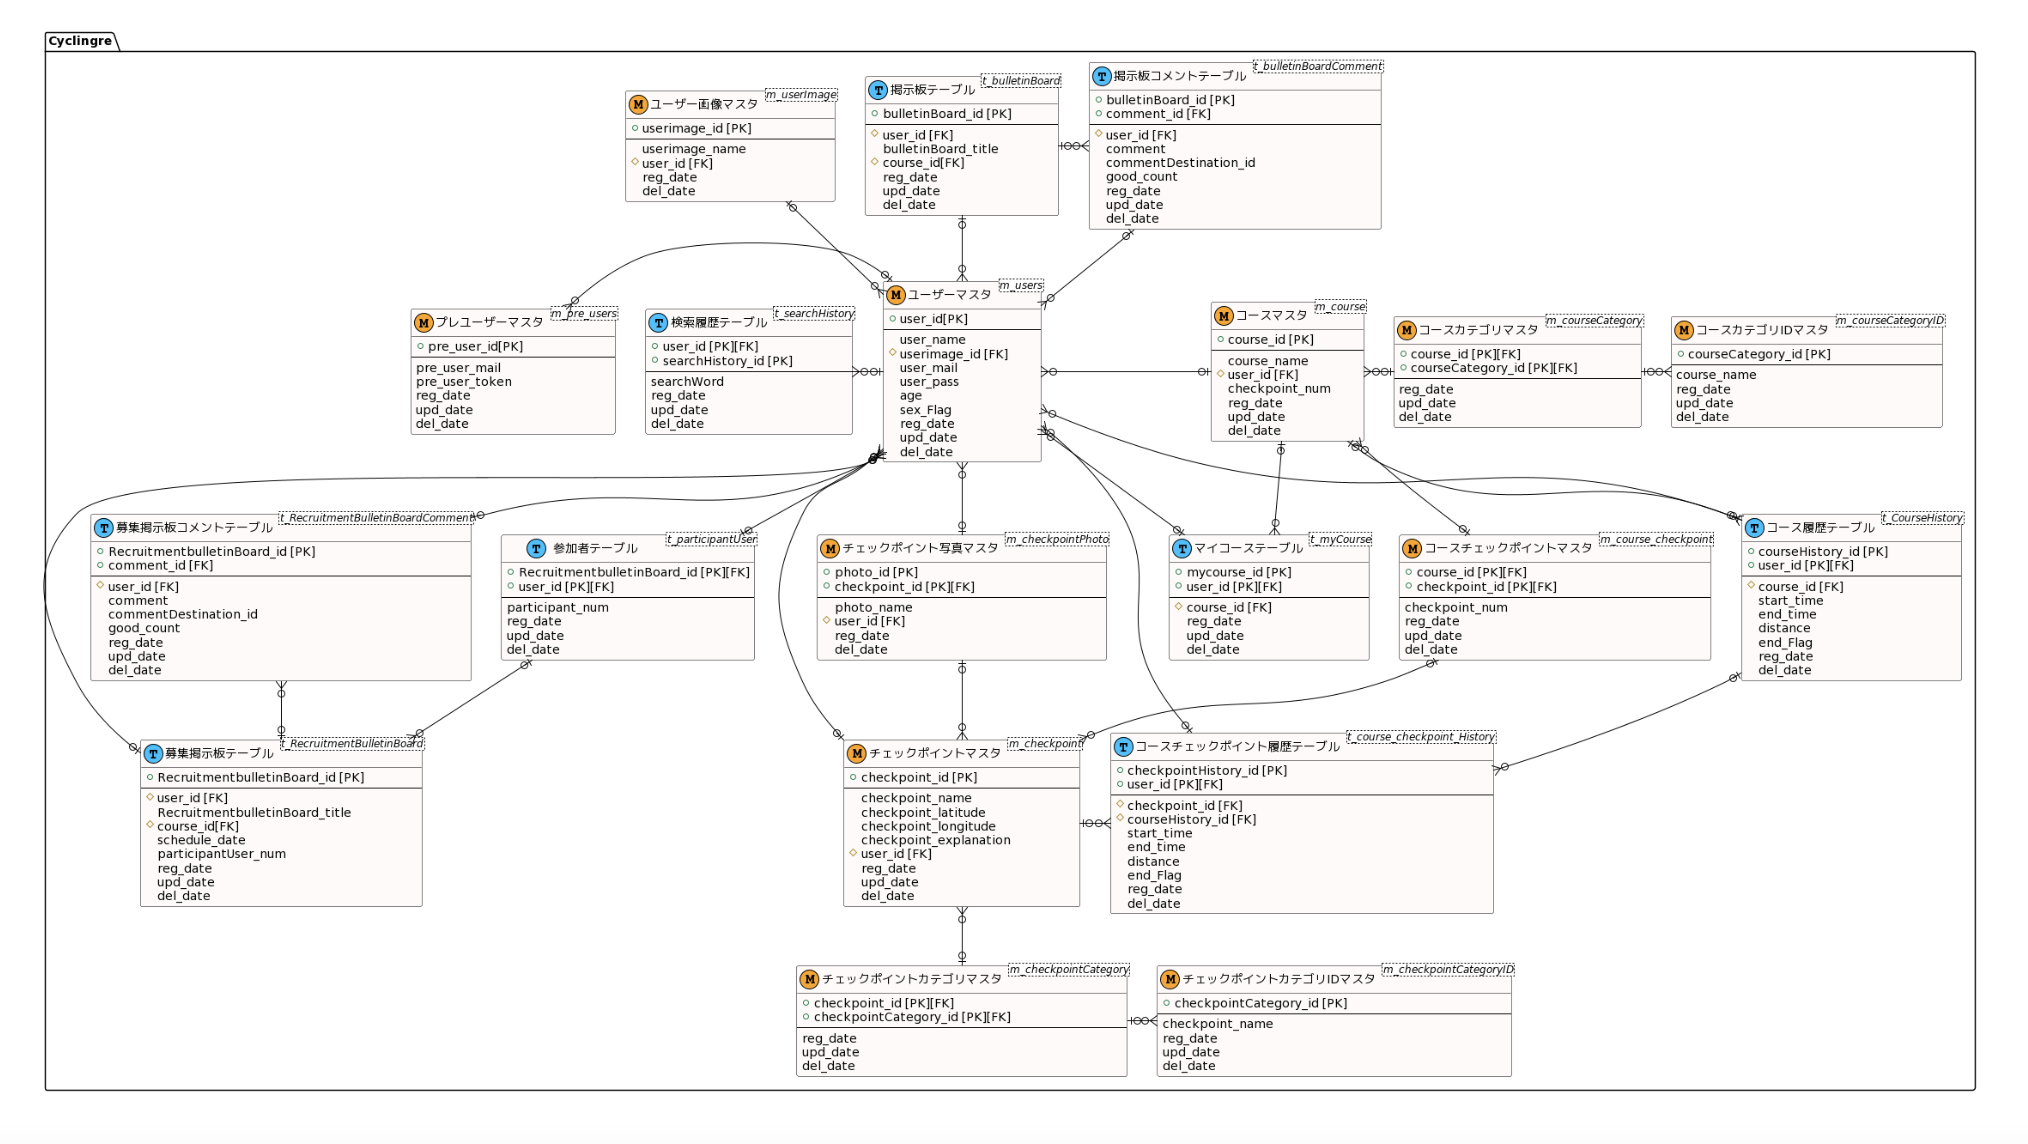 Cyclingre
M ユーザー画像マスタ m_userImage
userimage_id [PK]
userimage_name
user_id [FK]
reg_date
del_date
T 掲示板テーブル t_bulletinBoard
bulletinBoard_id [PK]
user_id [FK]
bulletinBoard_title
course_id[FK]
reg_date
upd_date
del_date
T 掲示板コメントテーブル t_bulletinBoardComment
bulletinBoard_id [PK]
comment_id [FK]
user_id [FK]
comment
commentDestination_id
good_count
reg_date
upd_date
del_date
M プレユーザーマスタ m_pre_users
pre_user_id[PK]
pre_user_mail
pre_user_token
reg_date
upd_date
del_date
T 検索履歴テーブル t_searchHistory
user_id [PK][FK]
searchHistory_id [PK]
searchWord
reg_date
upd_date
del_date
M ユーザーマスタ m_users
user_id[PK]
user_name
userimage_id [FK]
user_mail
user_pass
age
sex_Flag
reg_date
upd_date
del_date
M コースマスタ m_course
course_id [PK]
course_name
user_id [FK]
checkpoint_num
reg_date
upd_date
del_date
M コースカテゴリマスタ m_courseCategory
course_id [PK][FK]
courseCategory_id [PK][FK]
reg_date
upd_date
del_date
M コースカテゴリIDマスタ m_courseCategoryID
courseCategory_id [PK]
course_name
reg_date
upd_date
del_date
T 募集掲示板コメントテーブル t_RecruitmentBulletinBoardComment
RecruitmentbulletinBoard_id [PK]
comment_id [FK]
user_id [FK]
comment
commentDestination_id
good_count
reg_date
upd_date
del_date
T 参加者テーブル t_participantUser
RecruitmentbulletinBoard_id [PK][FK]
user_id [PK][FK]
participant_num
reg_date
upd_date
del_date
M チェックポイント写真マスタ m_checkpointPhoto
photo_id [PK]
checkpoint_id [PK][FK]
photo_name
user_id [FK]
reg_date
del_date
T マイコーステーブル t_myCourse
mycourse_id [PK]
user_id [PK][FK]
course_id [FK]
reg_date
upd_date
del_date
M コースチェックポイントマスタ m_course_checkpoint
course_id [PK][FK]
checkpoint_id [PK][FK]
checkpoint_num
reg_date
upd_date
del_date
T コース履歴テーブル t_CourseHistory
courseHistory_id [PK]
user_id [PK][FK]
course_id [FK]
start_time
end_time
distance
end_Flag
reg_date
del_date
T 募集掲示板テーブル t_RecruitmentBulletinBoard
RecruitmentbulletinBoard_id [PK]
user_id [FK]
RecruitmentbulletinBoard_title
course_id[FK]
schedule_date
participantUser_num
reg_date
upd_date
del_date
M チェックポイントマスタ m_checkpoint
checkpoint_id [PK]
checkpoint_name
checkpoint_latitude
checkpoint_longitude
checkpoint_explanation
user_id [FK]
reg_date
upd_date
del_date
T コースチェックポイント履歴テーブル t_course_checkpoint_History
checkpointHistory_id [PK]
user_id [PK][FK]
checkpoint_id [FK]
courseHistory_id [FK]
start_time
end_time
distance
end_Flag
reg_date
del_date
M チェックポイントカテゴリマスタ m_checkpointCategory
checkpoint_id [PK][FK]
checkpointCategory_id [PK][FK]
reg_date
upd_date
del_date
M チェックポイントカテゴリIDマスタ m_checkpointCategoryID
checkpointCategory_id [PK]
checkpoint_name
reg_date
upd_date
del_date